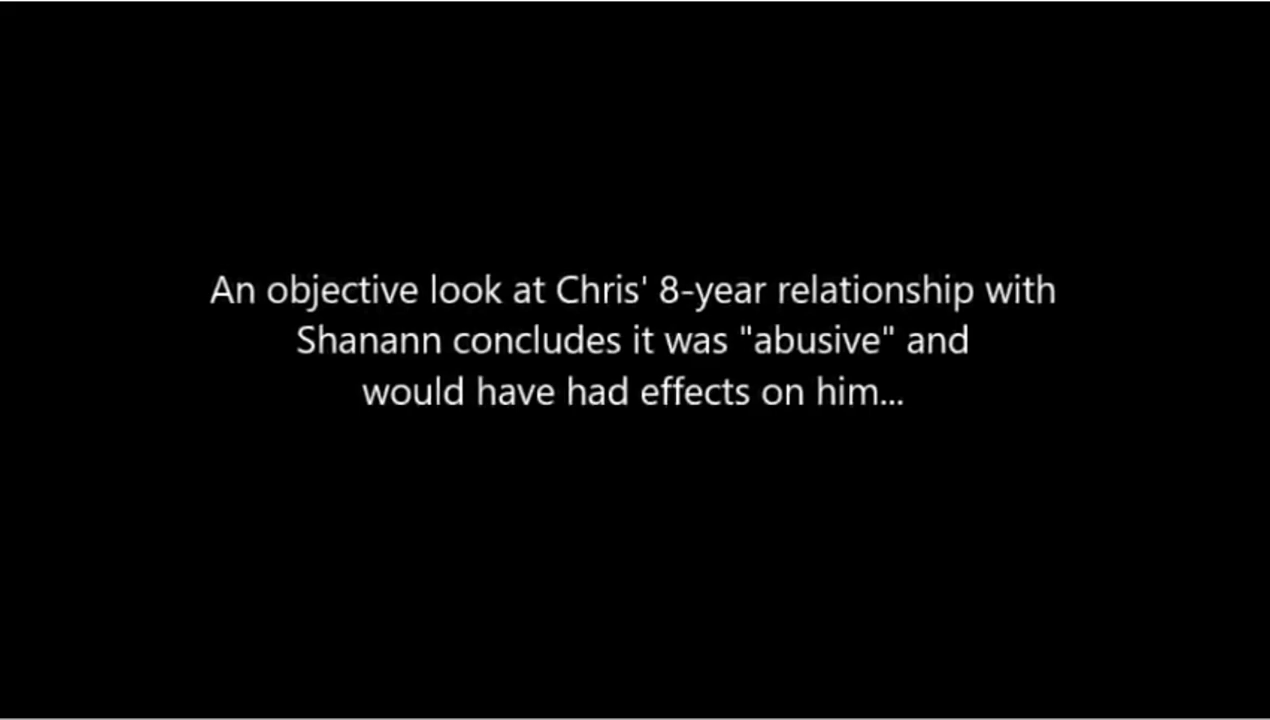 An objective look at Chris' 8-year relationship with
Shanann concludes it was "abusive" and
would have had effects on him...